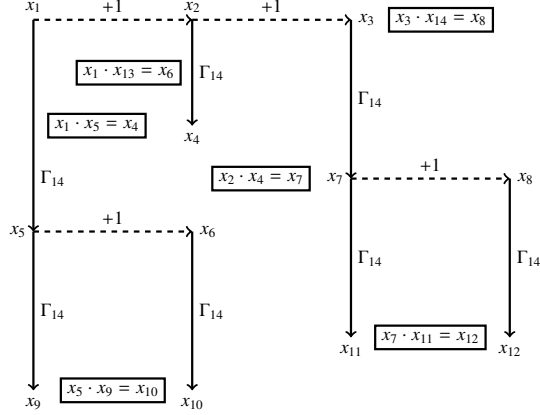 x₁ +1 x₂ +1 x₃ x₃ · x₁₄ = x₈
x₁ · x₁₃ = x₆ Γ₁₄
Γ₁₄
x₁ · x₅ = x₄
x₄
Γ₁₄ x₂ · x₄ = x₇ x₇ +1 x₈
x₅ +1 x₆
Γ₁₄ Γ₁₄
Γ₁₄ Γ₁₄
x₇ · x₁₁ = x₁₂
x₁₁ x₁₂
x₅ · x₉ = x₁₀
x₉ x₁₀